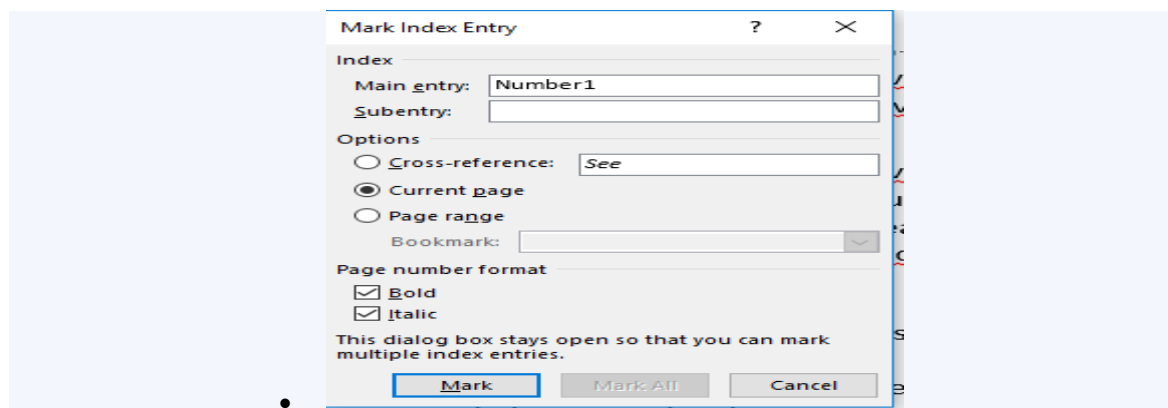 Mark Index Entry ? ×
Index
Main entry: Number1
Subentry:
Options
Cross-reference: See
Current page
Page range
Bookmark:
Page number format
Bold
Italic
This dialog box stays open so that you can mark
multiple index entries.
Mark Mark All Cancel